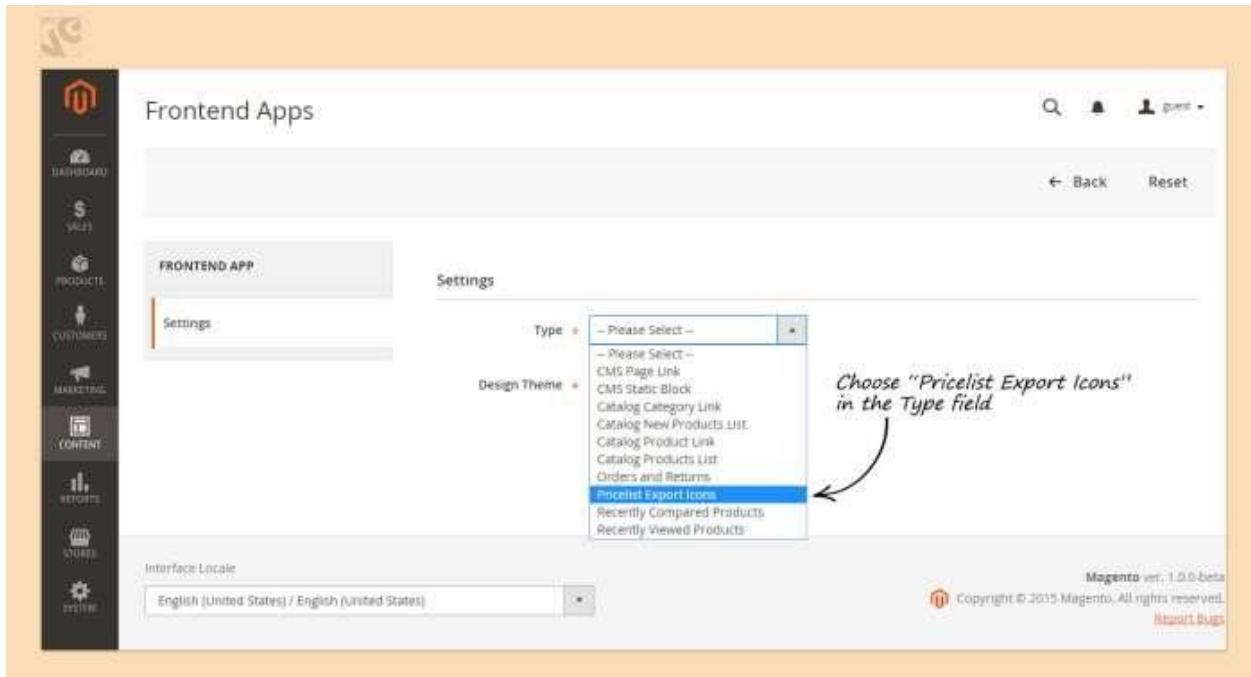 Frontend Apps
guest
← Back Reset
DASHBOARD
$
SALES
PRODUCTS
CUSTOMERS
MARKETING
CONTENT
REPORTS
STORES
SYSTEM
FRONTEND APP
Settings
Settings
Type *
-- Please Select --
-- Please Select --
CMS Page Link
CMS Static Block
Catalog Category Link
Catalog New Products List
Catalog Product Link
Catalog Products List
Orders and Returns
Pricelist Export Icons
Recently Compared Products
Recently Viewed Products
Design Theme *
Choose "Pricelist Export Icons"
in the Type field
Interface Locale
English (United States) / English (United States)
Magento ver. 1.0.0-beta
Copyright © 2015 Magento. All rights reserved.
Report Bugs